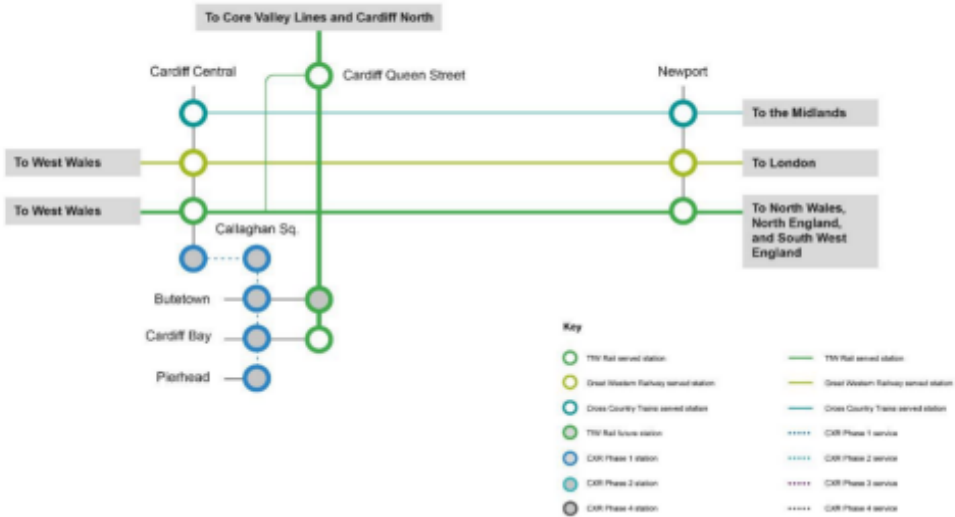 To Core Valley Lines and Cardiff North
Cardiff Central
Cardiff Queen Street
Newport
To the Midlands
To West Wales
To London
To West Wales
To North Wales,
North England,
and South West
England
Callaghan Sq.
Butetown
Cardiff Bay
Pierhead
Key
TfW Rail served station
TfW Rail served station
Great Western Railway served station
Great Western Railway served station
Cross Country Trains served station
Cross Country Trains served station
TfW Rail future station
CXR Phase 1 service
CXR Phase 1 station
CXR Phase 2 service
CXR Phase 2 station
CXR Phase 3 service
CXR Phase 4 station
CXR Phase 4 service